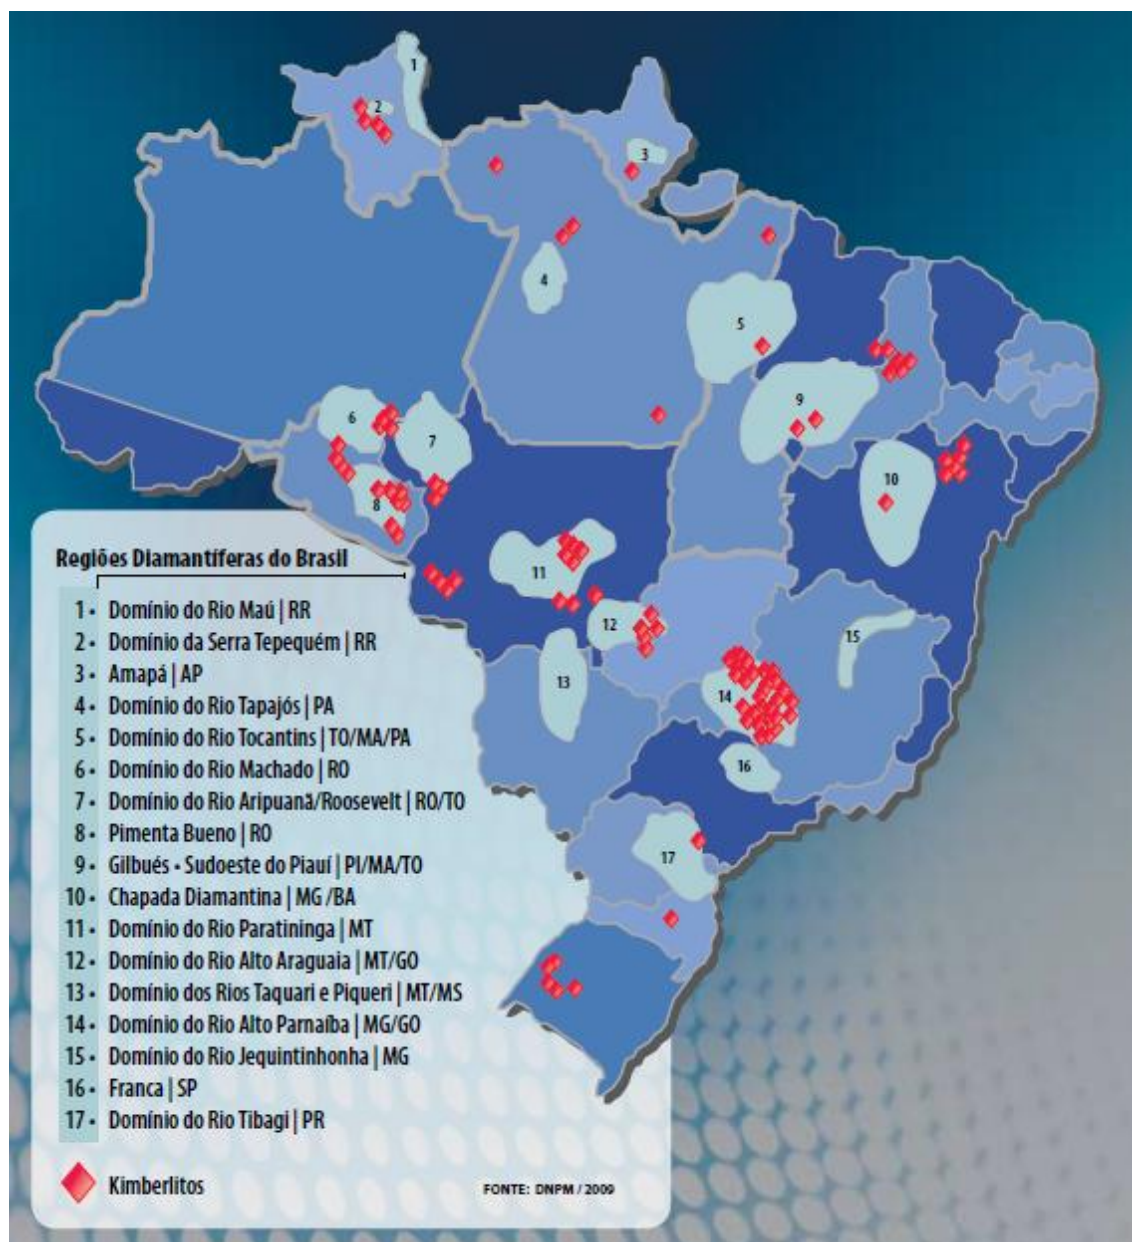 1
2
3
4
5
6
7
8
9
10
11
12
13
14
15
16
17
Regiões Diamantíferas do Brasil
1 • Domínio do Rio Maú | RR
2 • Domínio da Serra Tepequém | RR
3 • Amapá | AP
4 • Domínio do Rio Tapajós | PA
5 • Domínio do Rio Tocantins | TO/MA/PA
6 • Domínio do Rio Machado | RO
7 • Domínio do Rio Aripuanã/Roosevelt | RO/TO
8 • Pimenta Bueno | RO
9 • Gilbués • Sudoeste do Piauí | PI/MA/TO
10 • Chapada Diamantina | MG /BA
11 • Domínio do Rio Paratininga | MT
12 • Domínio do Rio Alto Araguaia | MT/GO
13 • Domínio dos Rios Taquari e Piqueri | MT/MS
14 • Domínio do Rio Alto Parnaíba | MG/GO
15 • Domínio do Rio Jequintinhonha | MG
16 • Franca | SP
17 • Domínio do Rio Tibagi | PR
Kimberlitos
FONTE: DNPM / 2009